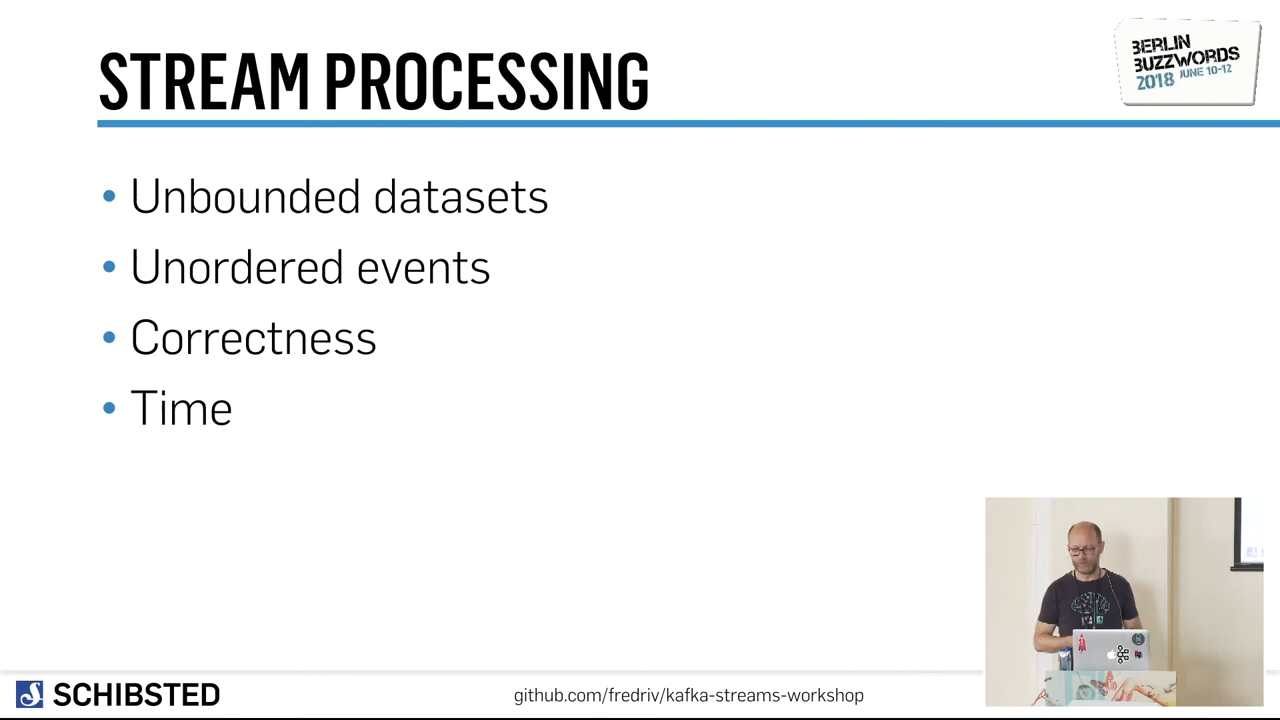 STREAM PROCESSING
BERLIN
BUZZWORDS
2018 JUNE 10-12
• Unbounded datasets
• Unordered events
• Correctness
• Time
SCHIBSTED
github.com/fredriv/kafka-streams-workshop